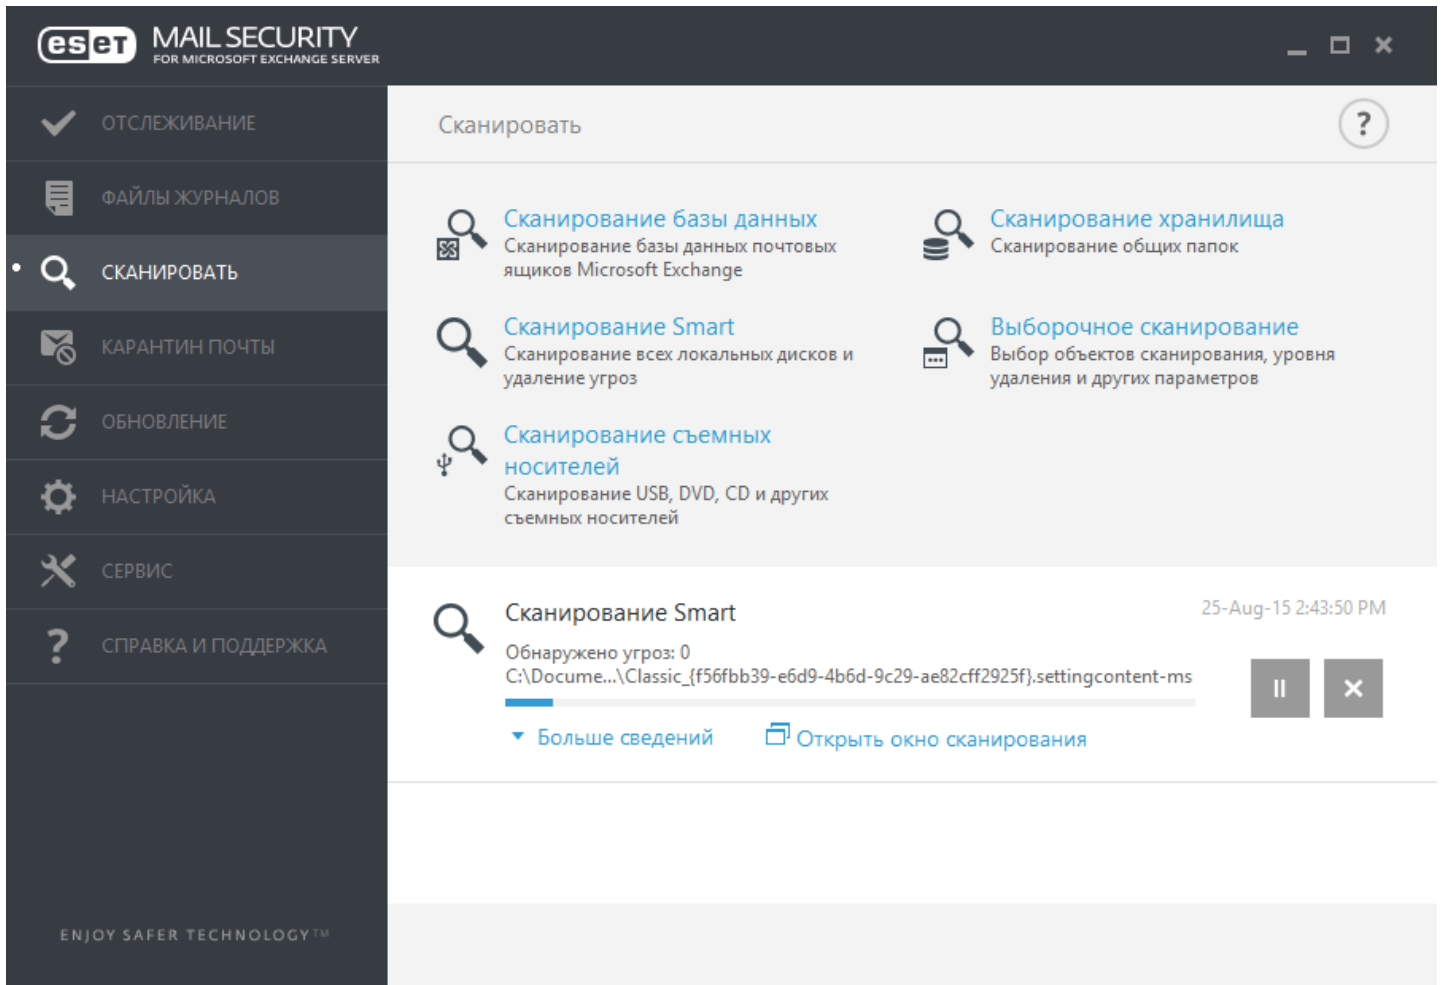 eset MAIL SECURITY
FOR MICROSOFT EXCHANGE SERVER
ОТСЛЕЖИВАНИЕ
ФАЙЛЫ ЖУРНАЛОВ
СКАНИРОВАТЬ
КАРАНТИН ПОЧТЫ
ОБНОВЛЕНИЕ
НАСТРОЙКА
СЕРВИС
? СПРАВКА И ПОДДЕРЖКА
ENJOY SAFER TECHNOLOGY™
Сканировать
?
Сканирование базы данных
Сканирование базы данных почтовых
ящиков Microsoft Exchange
Сканирование хранилища
Сканирование общих папок
Сканирование Smart
Сканирование всех локальных дисков и
удаление угроз
Выборочное сканирование
Выбор объектов сканирования, уровня
удаления и других параметров
Сканирование съемных
носителей
Сканирование USB, DVD, CD и других
съемных носителей
Сканирование Smart
25-Aug-15 2:43:50 PM
Обнаружено угроз: 0
C:\Docume...\Classic_{f56fbb39-e6d9-4b6d-9c29-ae82cff2925f}.settingcontent-ms
Больше сведений
Открыть окно сканирования